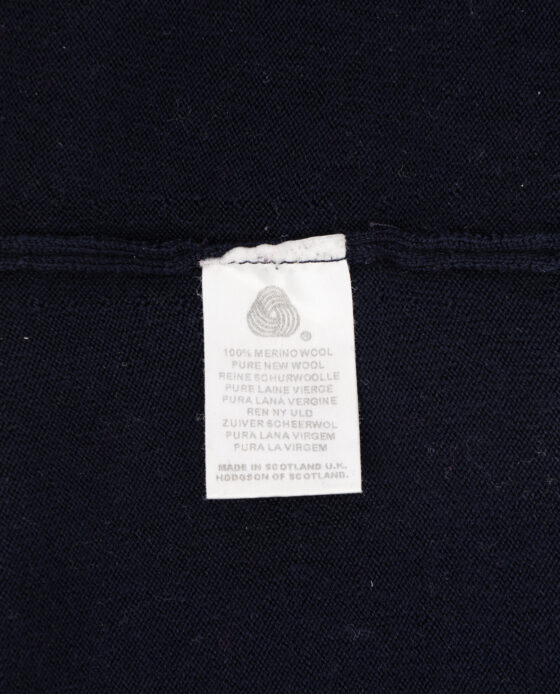 ®
100% MERINO WOOL
PURE NEW WOOL
REINE SCHURWOLLE
PURE LAINE VIERGE
PURA LANA VERGINE
REN NY ULD
ZUIVER SCHEERWOL
PURA LANA VIRGEM
PURA LA VIRGEM
MADE IN SCOTLAND U.K.
HODGSON OF SCOTLAND.